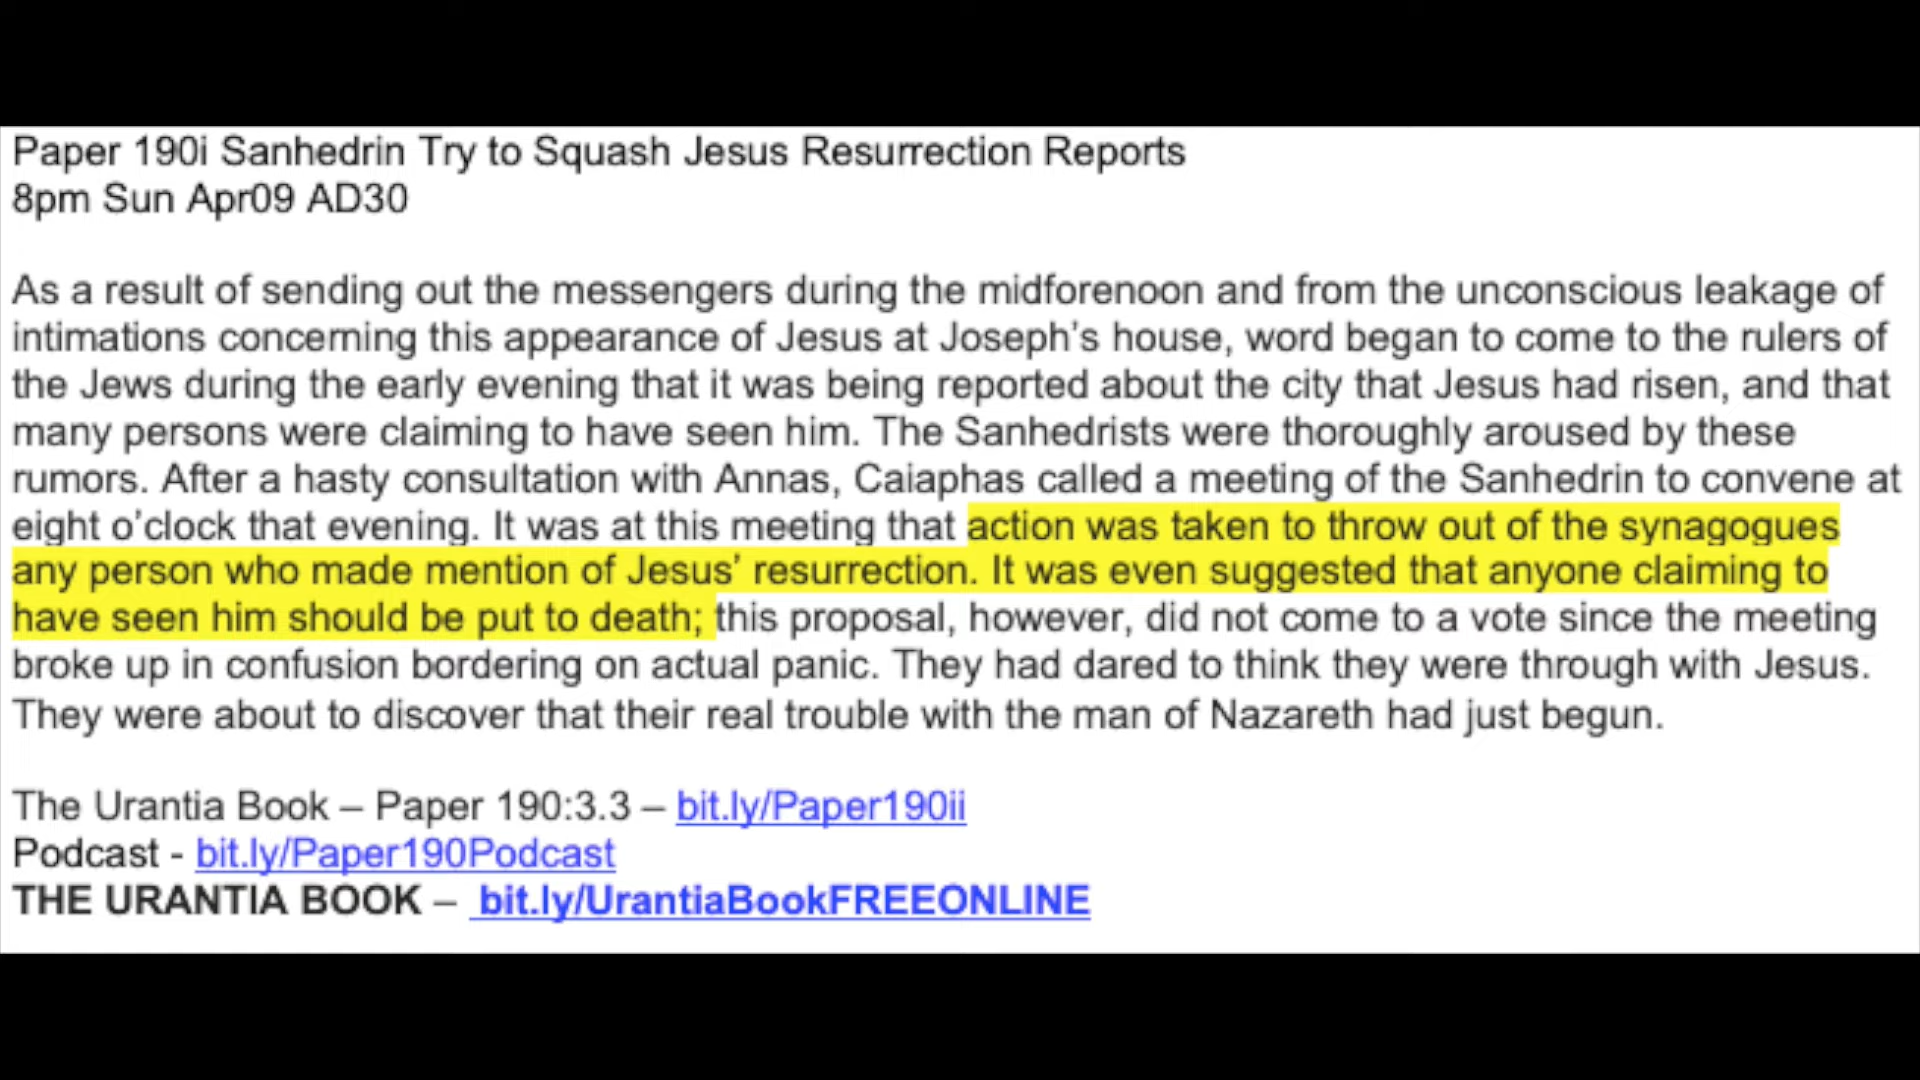 Paper 190i Sanhedrin Try to Squash Jesus Resurrection Reports
8pm Sun Apr09 AD30
As a result of sending out the messengers during the midforenoon and from the unconscious leakage of
intimations concerning this appearance of Jesus at Joseph's house, word began to come to the rulers of
the Jews during the early evening that it was being reported about the city that Jesus had risen, and that
many persons were claiming to have seen him. The Sanhedrists were thoroughly aroused by these
rumors. After a hasty consultation with Annas, Caiaphas called a meeting of the Sanhedrin to convene at
eight o'clock that evening. It was at this meeting that action was taken to throw out of the synagogues
any person who made mention of Jesus' resurrection. It was even suggested that anyone claiming to
have seen him should be put to death; this proposal, however, did not come to a vote since the meeting
broke up in confusion bordering on actual panic. They had dared to think they were through with Jesus.
They were about to discover that their real trouble with the man of Nazareth had just begun.
The Urantia Book – Paper 190:3.3 – bit.ly/Paper190ii
Podcast - bit.ly/Paper190Podcast
THE URANTIA BOOK – bit.ly/UrantiaBookFREEONLINE